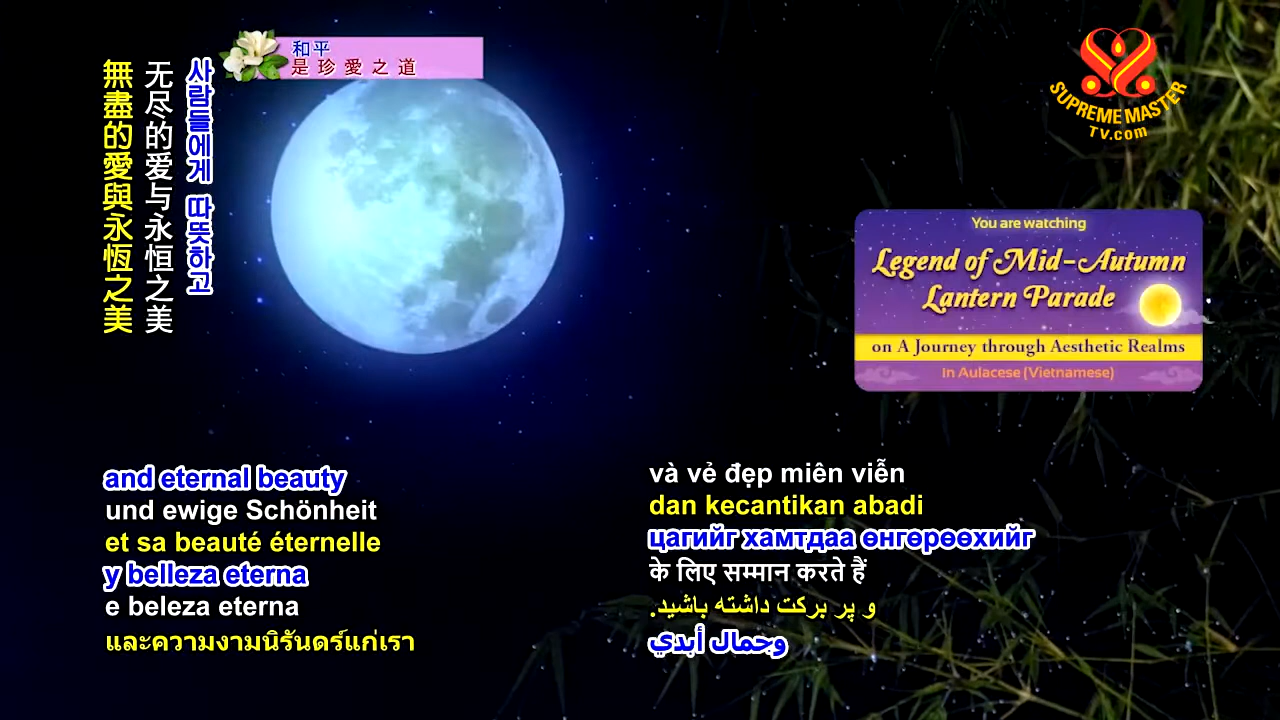 和平
是珍愛之道
사람들에게 따뜻하고
无尽的爱与永恒之美
無盡的愛與永恆之美
SUPREME MASTER
TV.com
You are watching
Legend of Mid-Autumn
Lantern Parade
on A Journey through Aesthetic Realms
In Aulacese (Vietnamese)
and eternal beauty
und ewige Schönheit
et sa beauté éternelle
y belleza eterna
e beleza eterna
และความงามนิรันดร์แก่เรา
và vẻ đẹp miên viễn
dan kecantikan abadi
цагийг хамтдаа өнгөрөөхийг
के लिए सम्मान करते हैं
و پر برکت داشته باشید.
وجمال أبدي